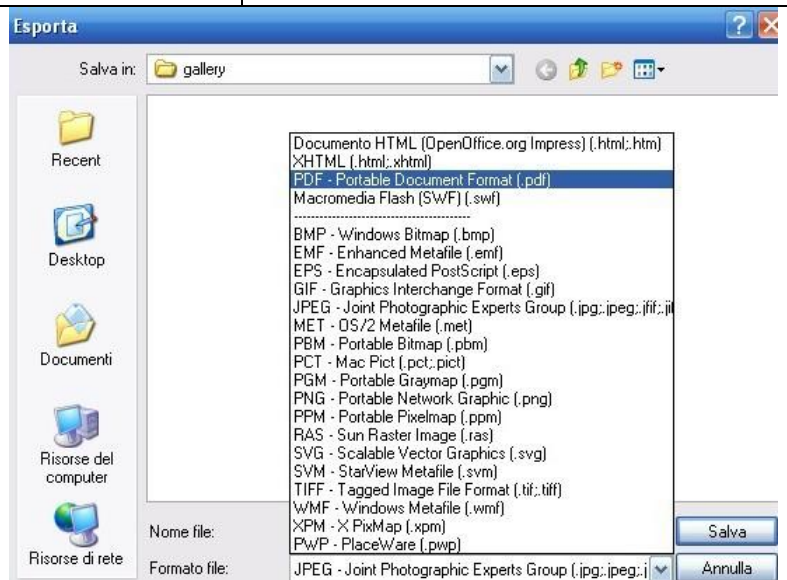 Esporta
Salva in: gallery
Recent
Desktop
Documenti
Risorse del
computer
Risorse di rete
Documento HTML (OpenOffice.org Impress) (.html;.htm)
XHTML (.html;.xhtml)
PDF - Portable Document Format (.pdf)
Macromedia Flash (SWF) (.swf)
------------------------------------------
BMP - Windows Bitmap (.bmp)
EMF - Enhanced Metafile (.emf)
EPS - Encapsulated PostScript (.eps)
GIF - Graphics Interchange Format (.gif)
JPEG - Joint Photographic Experts Group (.jpg;.jpeg;.jfif;.jif
MET - OS/2 Metafile (.met)
PBM - Portable Bitmap (.pbm)
PCT - Mac Pict (.pct;.pict)
PGM - Portable Graymap (.pgm)
PNG - Portable Network Graphic (.png)
PPM - Portable Pixelmap (.ppm)
RAS - Sun Raster Image (.ras)
SVG - Scalable Vector Graphics (.svg)
SVM - StarView Metafile (.svm)
TIFF - Tagged Image File Format (.tif;.tiff)
WMF - Windows Metafile (.wmf)
XPM - X PixMap (.xpm)
PWP - PlaceWare (.pwp)
Nome file: Salva
Formato file: JPEG - Joint Photographic Experts Group (.jpg;.jpeg;.j Annulla